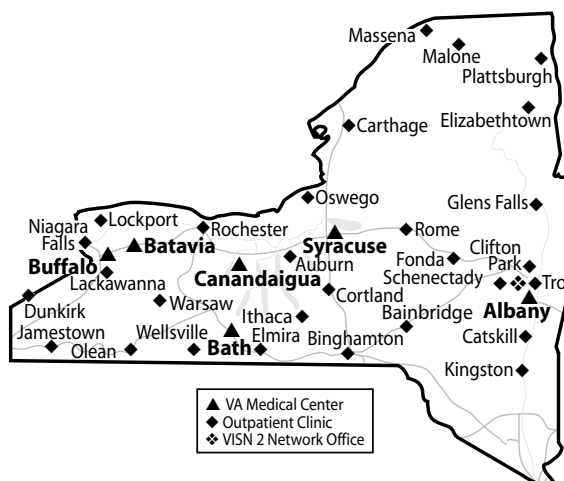 Massena
Malone
Plattsburgh
Elizabethtown
Carthage
Oswego
Glens Falls
Niagara
Falls
Lockport
Rochester
Syracuse
Rome
Batavia
Buffalo
Lackawanna
Canandaigua
Auburn
Fonda
Clifton
Park
Schenectady
Tro
Albany
Dunkirk
Warsaw
Cortland
Ithaca
Bainbridge
Jamestown
Olean
Wellsville
Bath
Elmira
Binghamton
Catskill
Kingston
VA Medical Center
Outpatient Clinic
VISN 2 Network Office